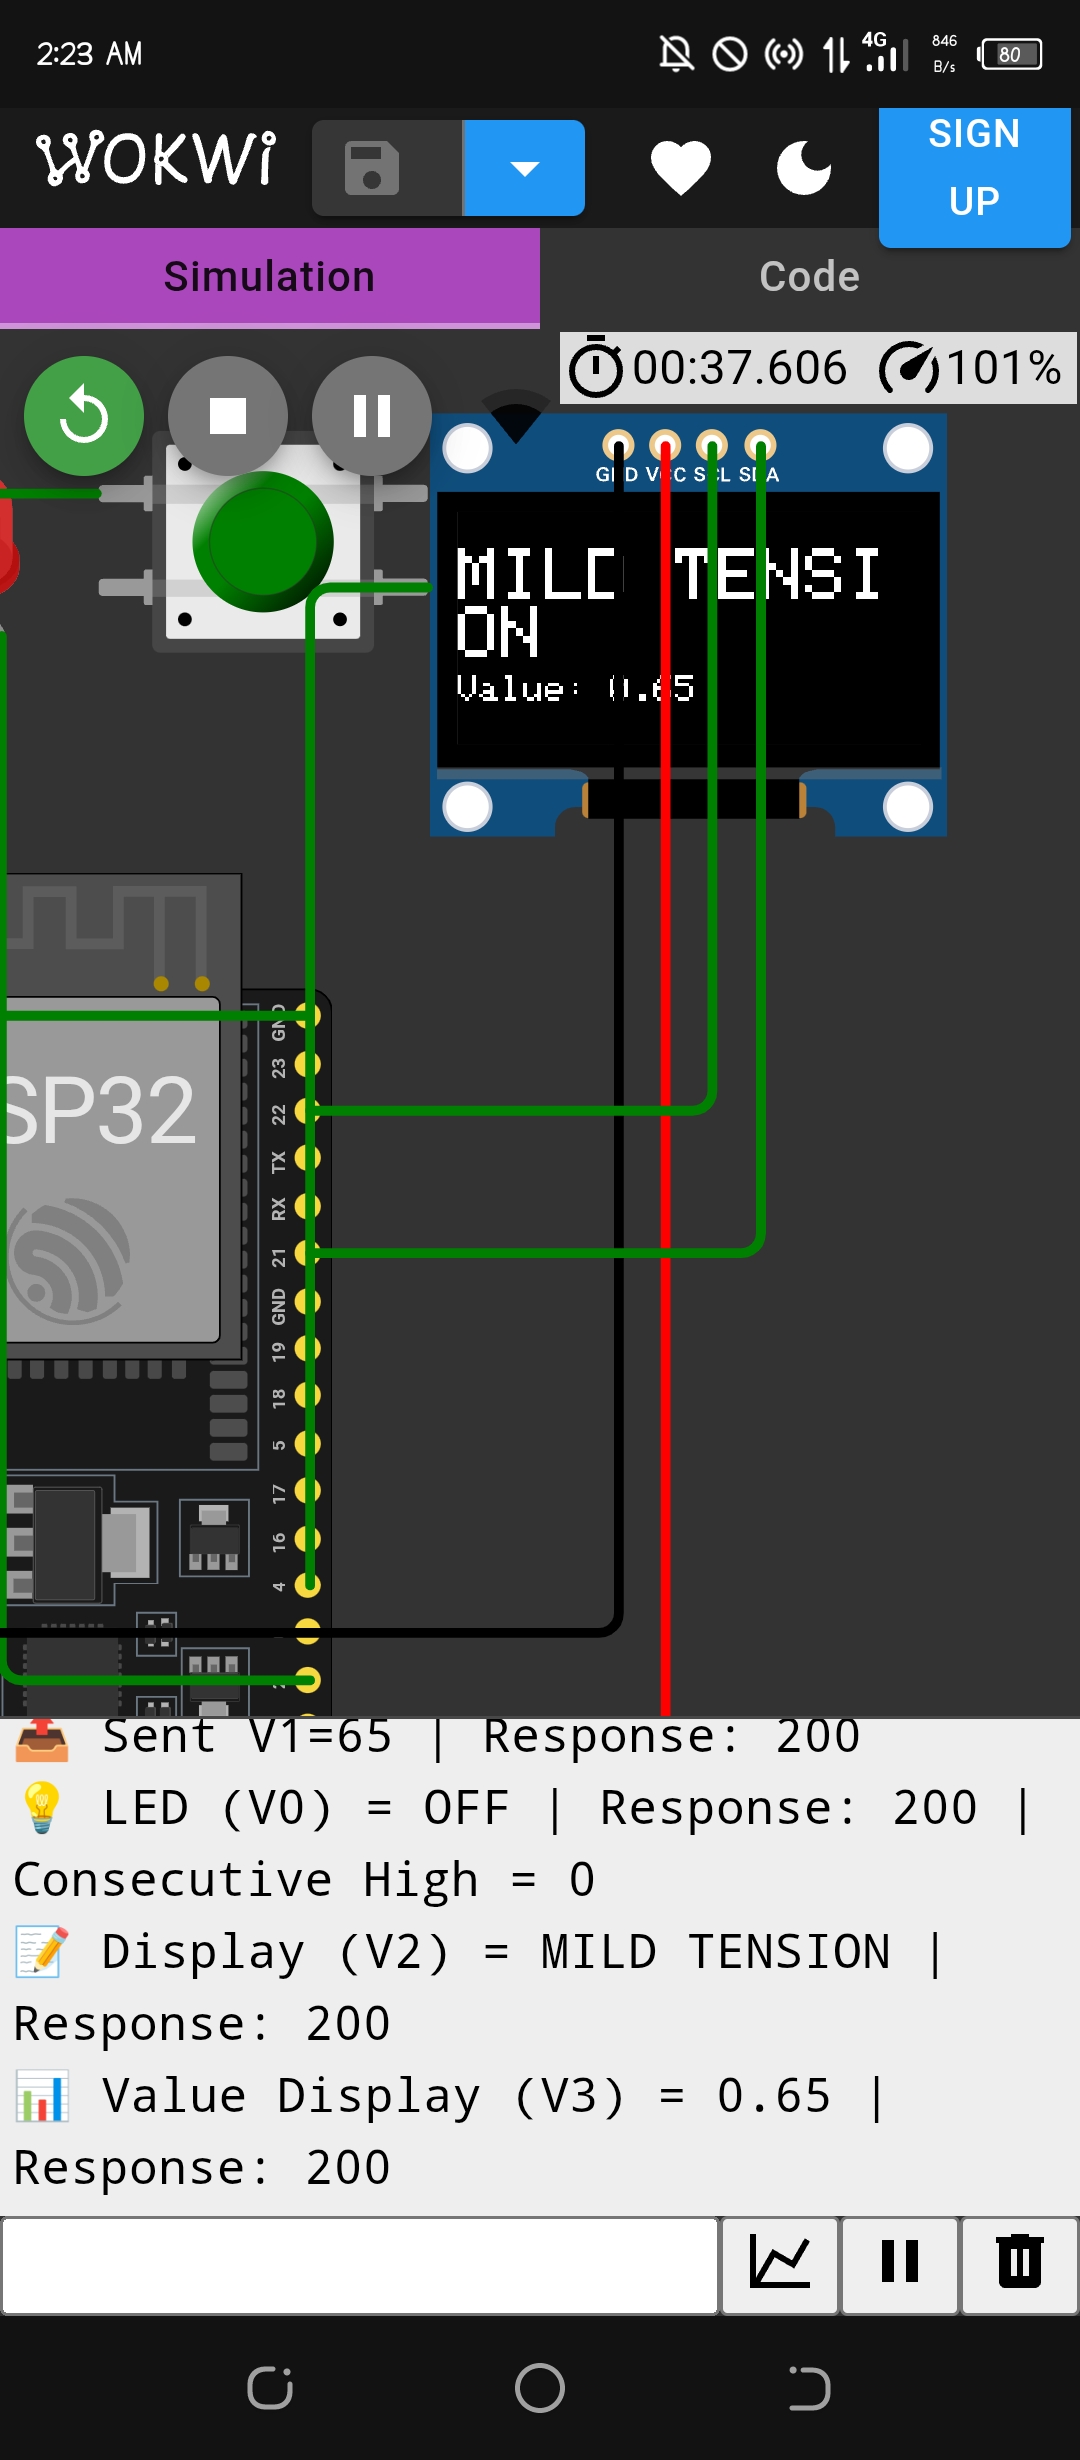 2:23 AM
4G
846
B/s
80
WOKWi
SIGN
UP
Simulation
Code
00:37.606 101%
GND VCC SCL SDA
MILD TENSI
ON
Value: 0.65
GND
23
22
SP32
TX
RX
21
GND
19
18
5
17
16
4
2
Sent V1=65 | Response: 200
LED (V0) = OFF | Response: 200 |
Consecutive High = 0
Display (V2) = MILD TENSION |
Response: 200
Value Display (V3) = 0.65 |
Response: 200